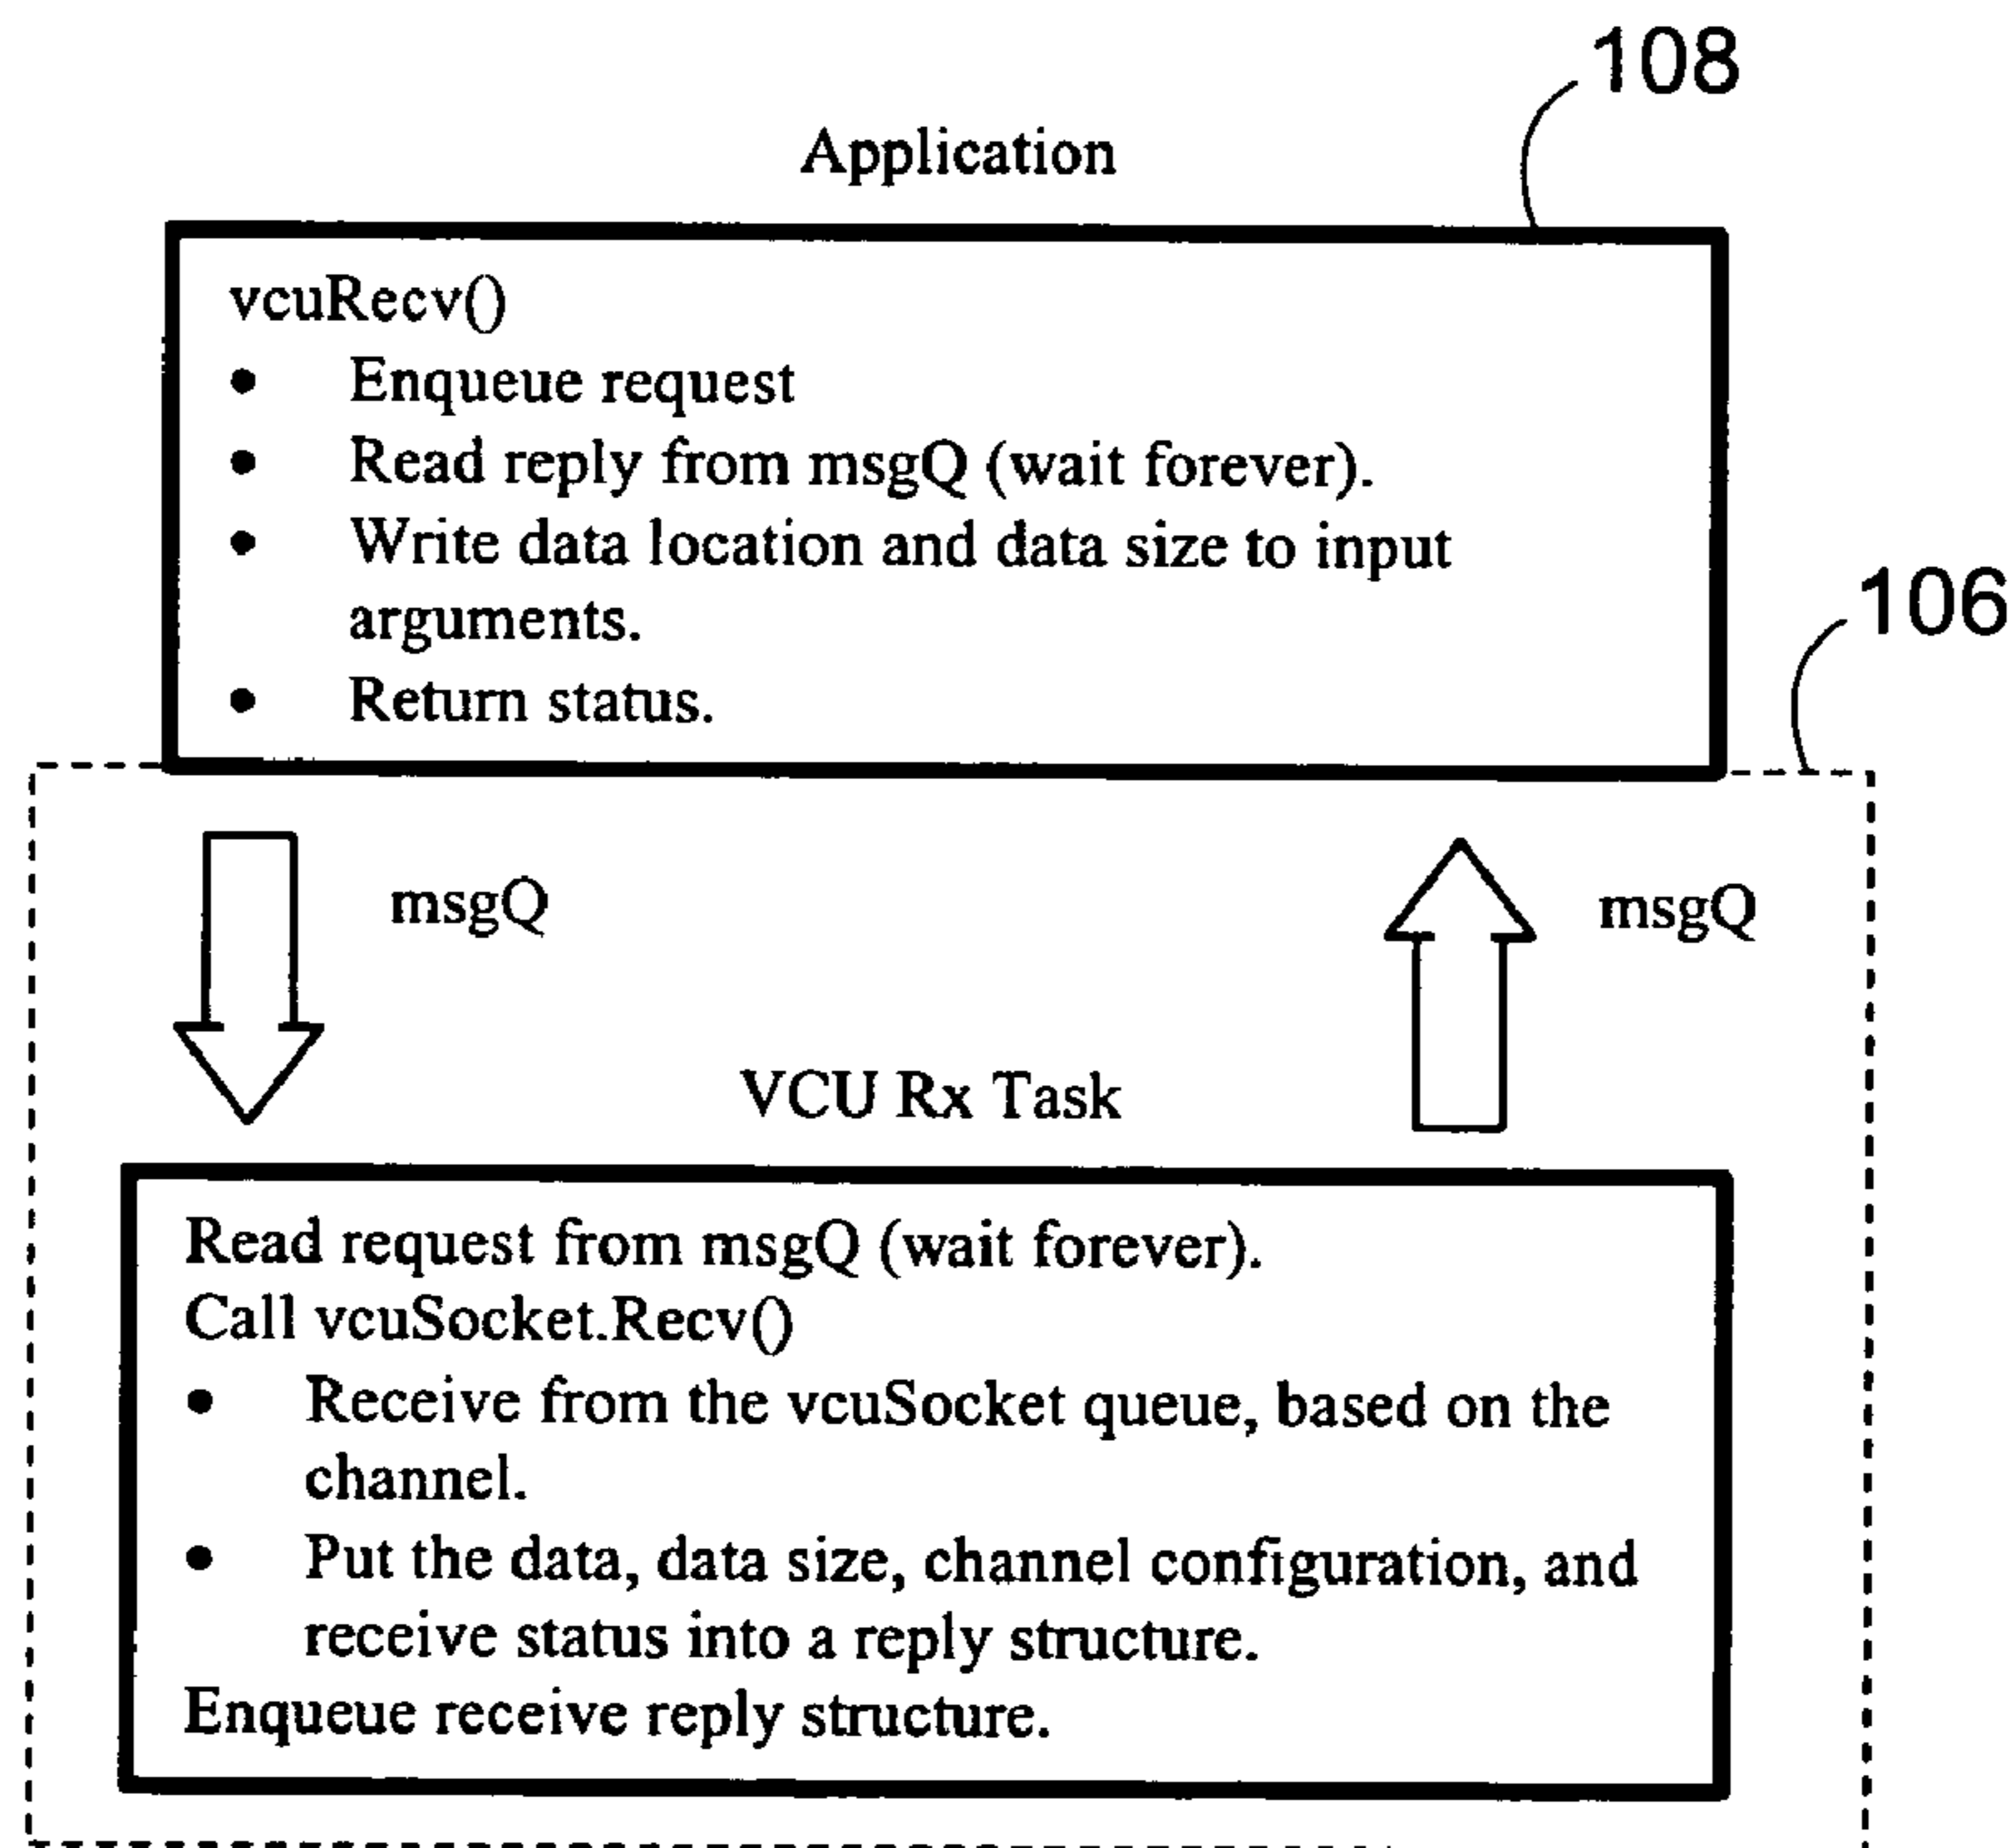 108
Application
vcuRecv()
• Enqueue request
• Read reply from msgQ (wait forever).
• Write data location and data size to input
arguments.
• Return status.
106
msgQ
msgQ
VCU Rx Task
Read request from msgQ (wait forever).
Call vcuSocket.Recv()
• Receive from the vcuSocket queue, based on the
channel.
• Put the data, data size, channel configuration, and
receive status into a reply structure.
Enqueue receive reply structure.